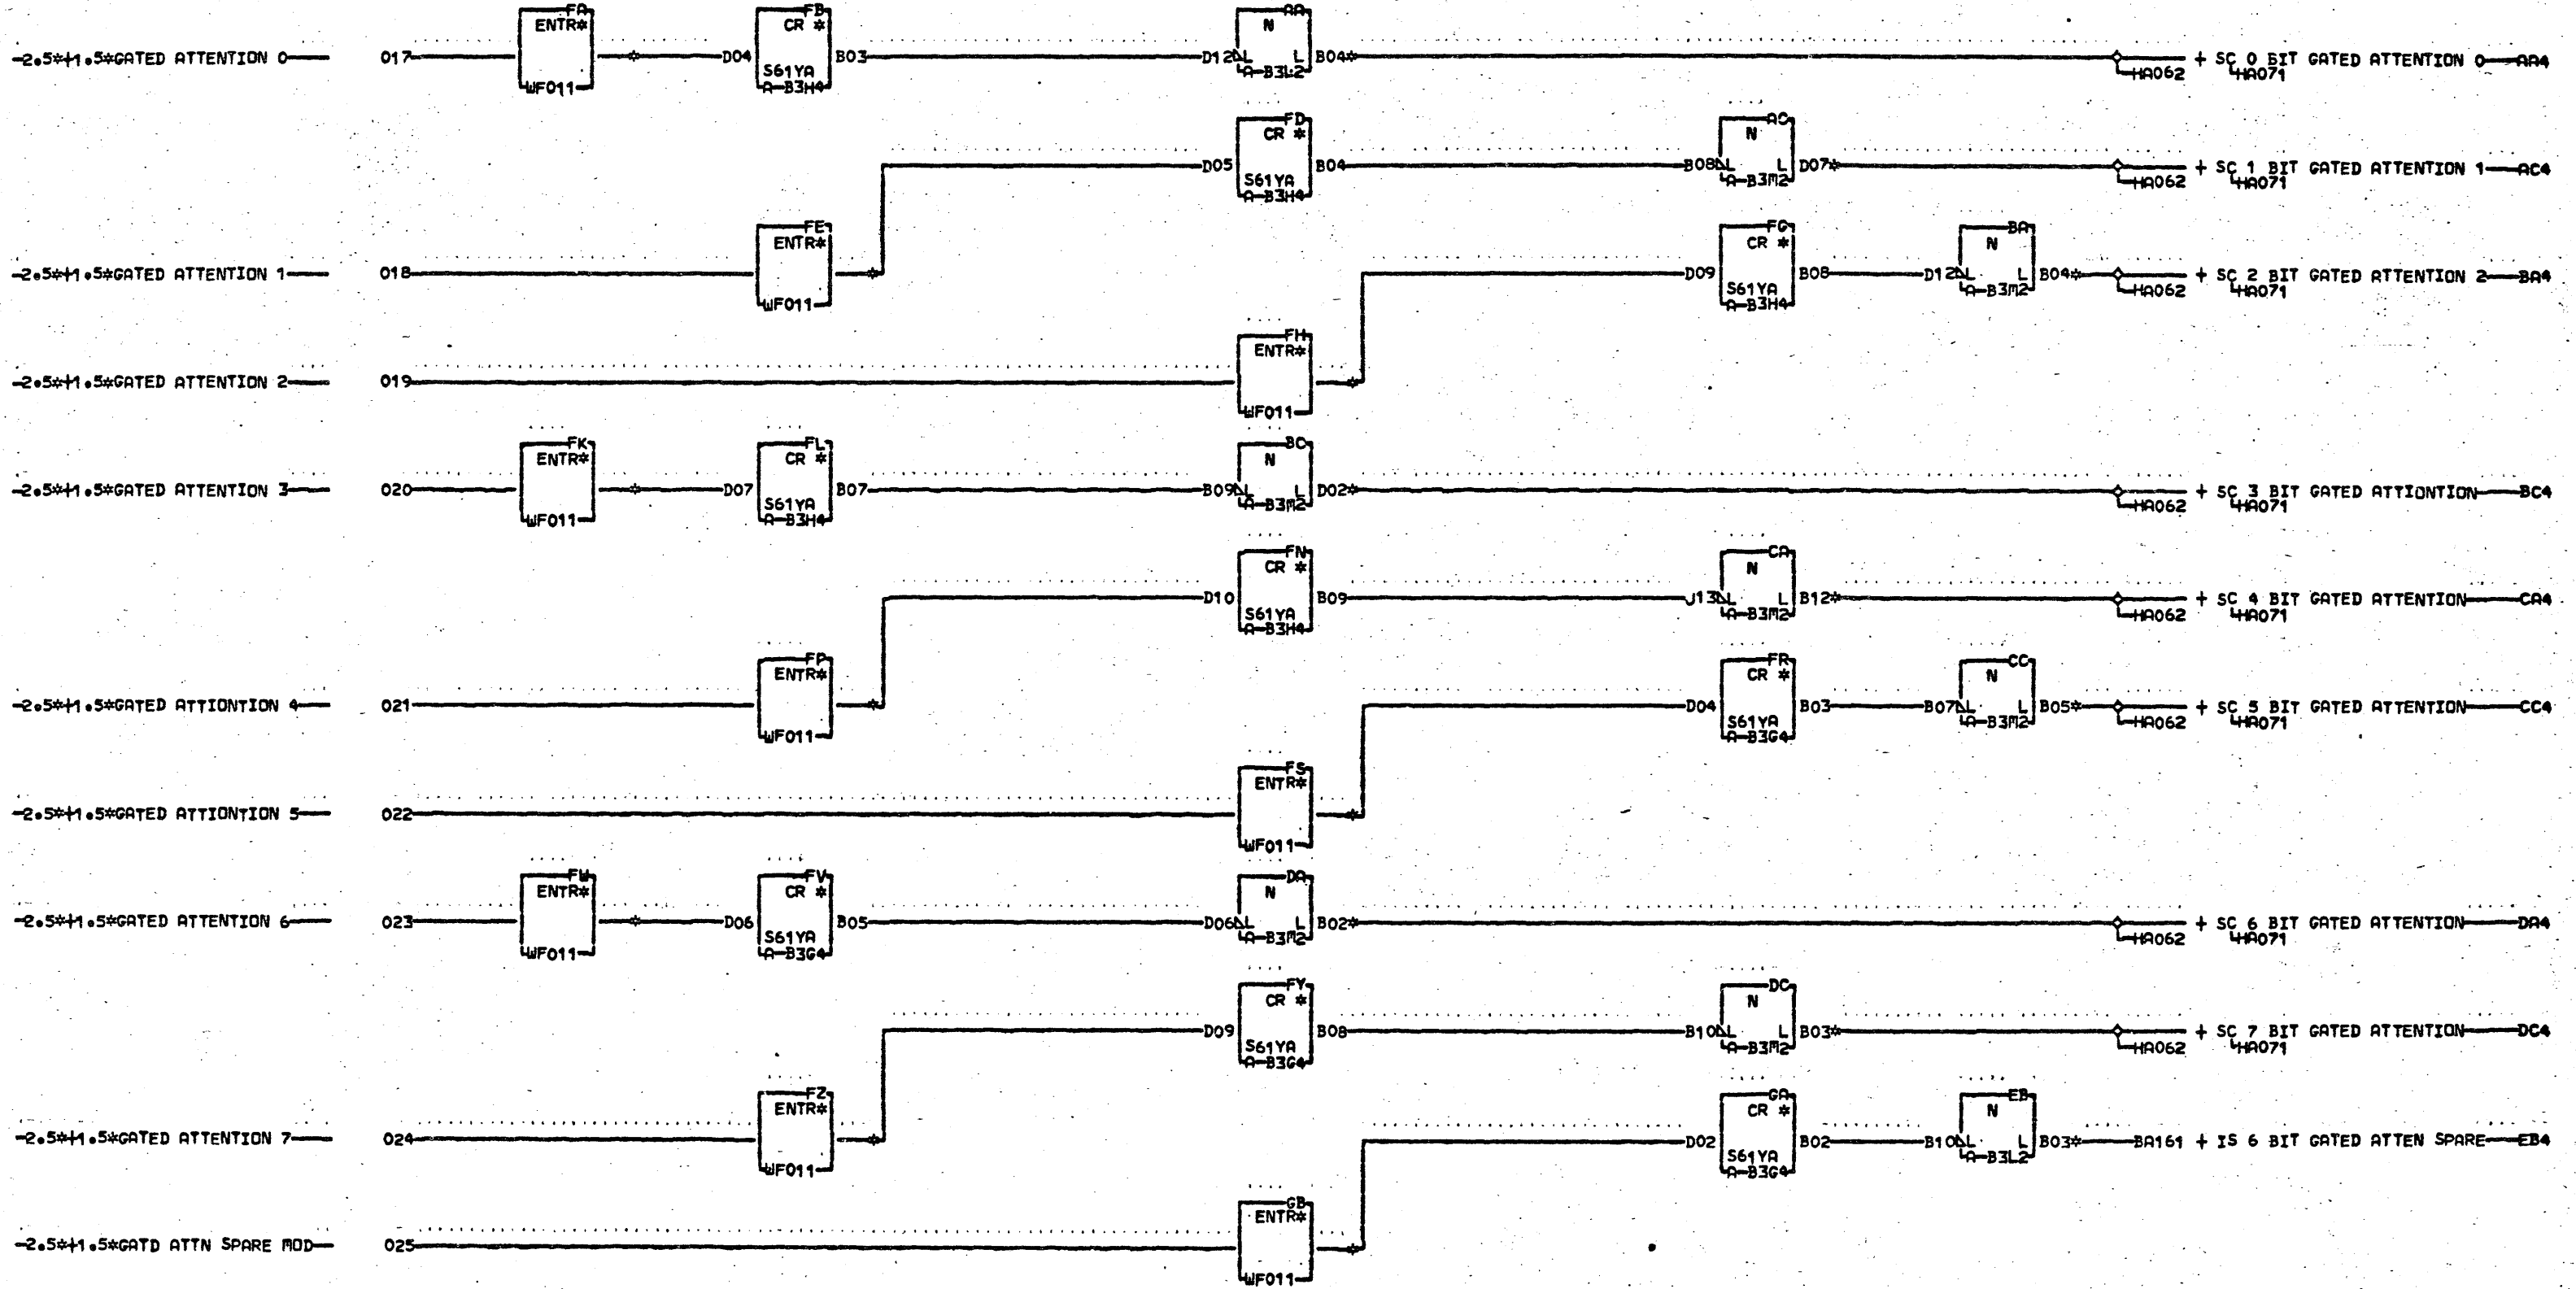 FA FB AA
ENTR* CR * N
-2.5*+1.5*GATED ATTENTION 0 017 D04 B03 D12 L L B04* + SC 0 BIT GATED ATTENTION 0 AA4
S61YA A-B3L2 HA062 HA071
WF011 A-B3H4
FD AC
CR * N
D05 B04 B08 L L D07* + SC 1 BIT GATED ATTENTION 1 AC4
S61YA A-B3M2 HA062 HA071
A-B3H4
FE FG BA
ENTR* CR * N
-2.5*+1.5*GATED ATTENTION 1 018 D09 B08 D12 L L B04* + SC 2 BIT GATED ATTENTION 2 BA4
S61YA A-B3M2 HA062 HA071
WF011 A-B3H4
FH
ENTR*
-2.5*+1.5*GATED ATTENTION 2 019
WF011
FK FL BC
ENTR* CR * N
-2.5*+1.5*GATED ATTENTION 3 020 D07 B07 B09 L L D02* + SC 3 BIT GATED ATTIONTION BC4
S61YA A-B3M2 HA062 HA071
WF011 A-B3H4
FN CA
CR * N
D10 B09 J13 L L B12* + SC 4 BIT GATED ATTENTION CA4
S61YA A-B3M2 HA062 HA071
A-B3H4
FP FR CC
ENTR* CR * N
-2.5*+1.5*GATED ATTIONTION 4 021 D04 B03 B07 L L B05* + SC 5 BIT GATED ATTENTION CC4
S61YA A-B3M2 HA062 HA071
WF011 A-B3G4
FS
ENTR*
-2.5*+1.5*GATED ATTIONTION 5 022
WF011
FW FV DA
ENTR* CR * N
-2.5*+1.5*GATED ATTENTION 6 023 D06 B05 D06 L L B02* + SC 6 BIT GATED ATTENTION DA4
S61YA A-B3M2 HA062 HA071
WF011 A-B3G4
FY DC
CR * N
D09 B08 B10 L L B03* + SC 7 BIT GATED ATTENTION DC4
S61YA A-B3M2 HA062 HA071
A-B3G4
FZ GA EB
ENTR* CR * N
-2.5*+1.5*GATED ATTENTION 7 024 D02 B02 B10 L L B03* BA161 + IS 6 BIT GATED ATTEN SPARE EB4
S61YA A-B3L2
WF011 A-B3G4
GB
ENTR*
-2.5*+1.5*GATD ATTN SPARE MOD 025
WF011